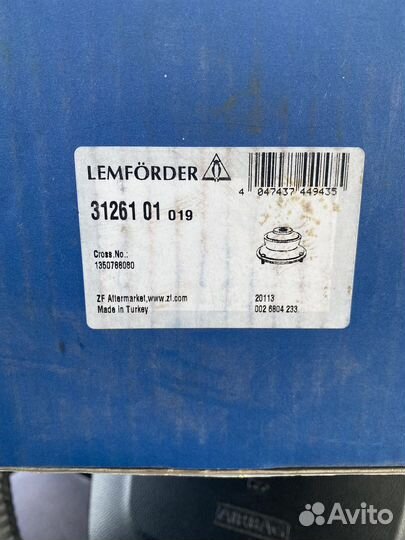 LEMFÖRDER
4 047437 449435
31261 01 019
Cross.No.:
1350788080
ZF Aftermarket,www.zf.com
Made in Turkey
20113
002 6804 233
AIRBAG
Avito